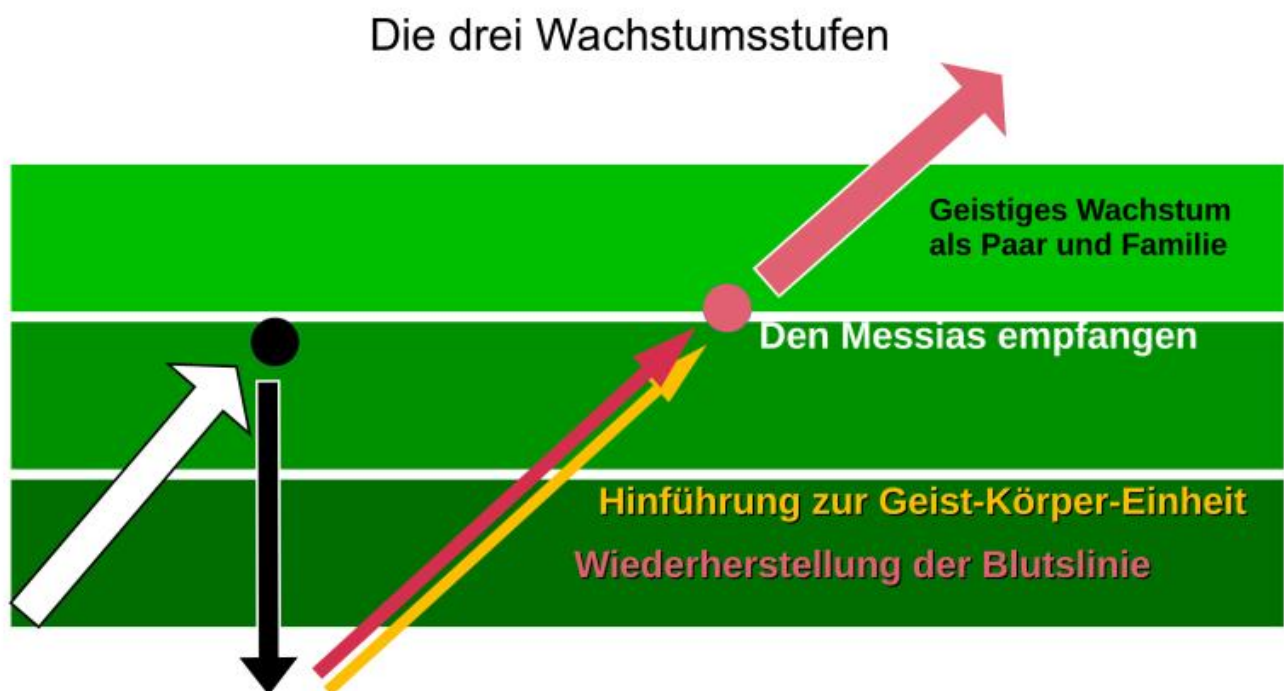 Die drei Wachstumsstufen
Geistiges Wachstum
als Paar und Familie
Den Messias empfangen
Hinführung zur Geist-Körper-Einheit
Wiederherstellung der Blutslinie